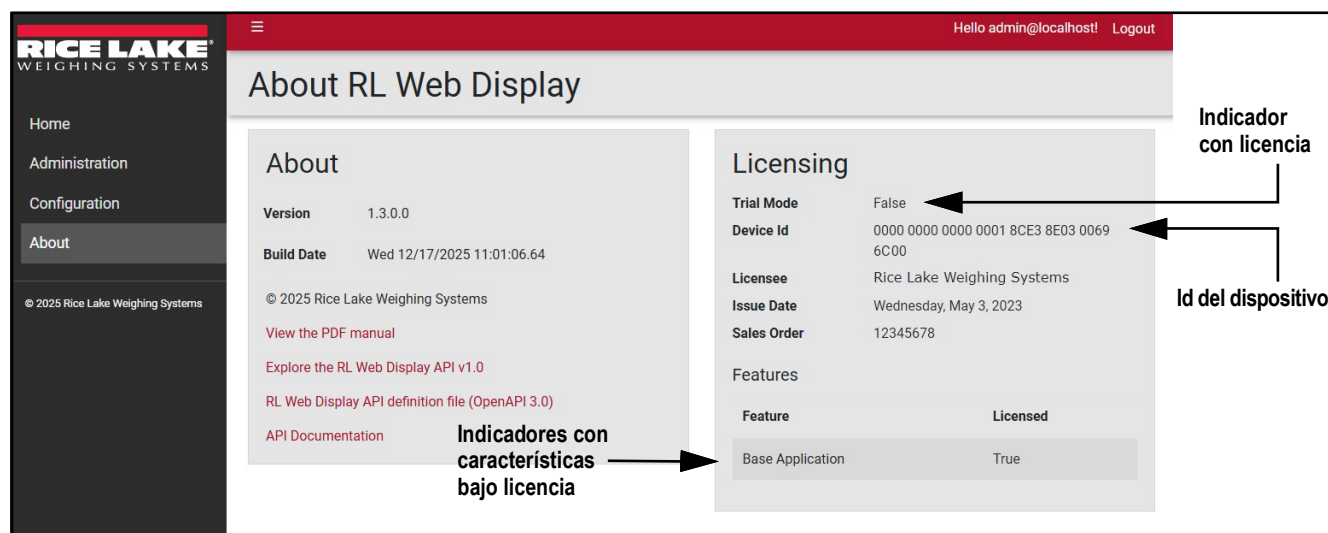 RICE LAKE®
WEIGHING SYSTEMS
Home
Administration
Configuration
About
© 2025 Rice Lake Weighing Systems
Hello admin@localhost! Logout
About RL Web Display
About
Version 1.3.0.0
Build Date Wed 12/17/2025 11:01:06.64
© 2025 Rice Lake Weighing Systems
View the PDF manual
Explore the RL Web Display API v1.0
RL Web Display API definition file (OpenAPI 3.0)
API Documentation
Indicadores con
características
bajo licencia
Licensing
Trial Mode False
Device Id 0000 0000 0000 0001 8CE3 8E03 0069
6C00
Licensee Rice Lake Weighing Systems
Issue Date Wednesday, May 3, 2023
Sales Order 12345678
Features
Feature Licensed
Base Application True
Indicador
con licencia
Id del dispositivo